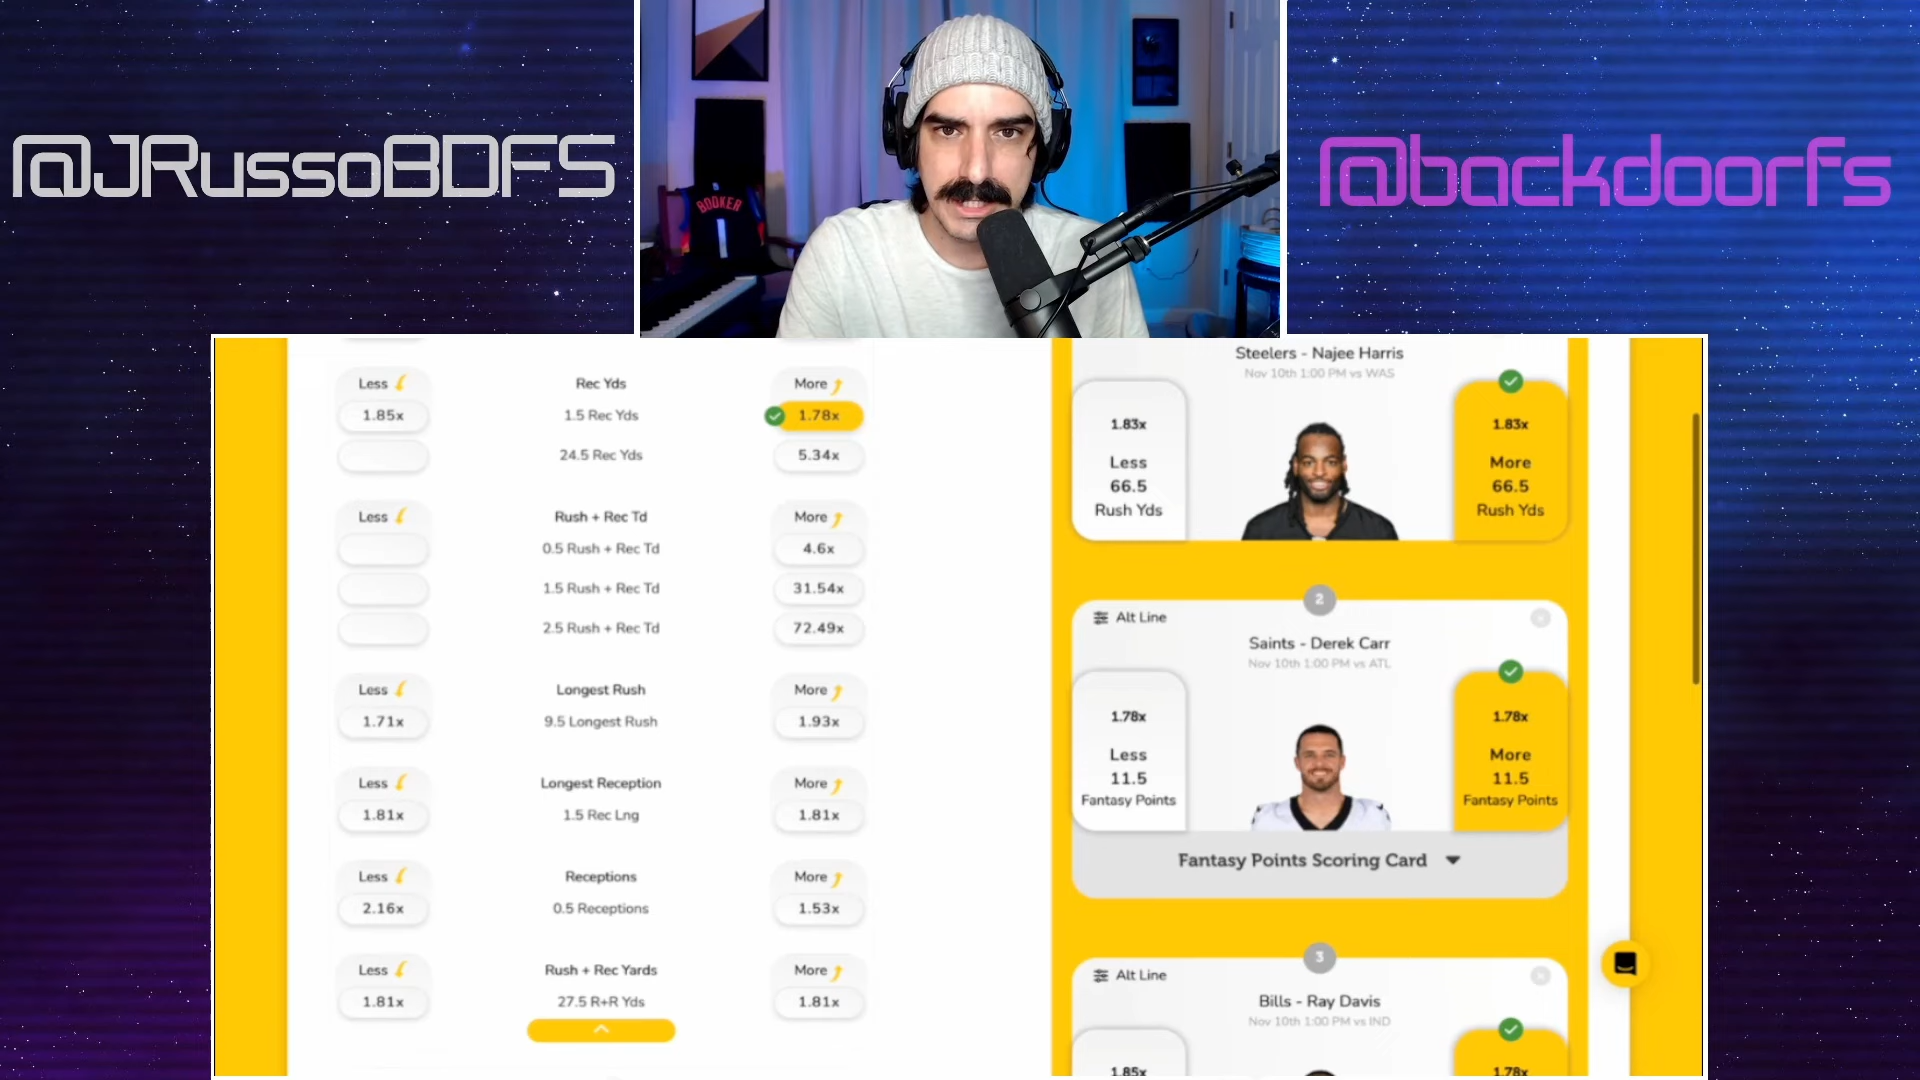 @JRussoBDFS
BOOKER
1
@backdoorfs
Less
Rec Yds
More
1.85x
1.5 Rec Yds
1.78x
24.5 Rec Yds
5.34x
Less
Rush + Rec Td
More
0.5 Rush + Rec Td
4.6x
1.5 Rush + Rec Td
31.54x
2.5 Rush + Rec Td
72.49x
Less
Longest Rush
More
1.71x
9.5 Longest Rush
1.93x
Less
Longest Reception
More
1.81x
1.5 Rec Lng
1.81x
Less
Receptions
More
2.16x
0.5 Receptions
1.53x
Less
Rush + Rec Yards
More
1.81x
27.5 R+R Yds
1.81x
Steelers - Najee Harris
Nov 10th 1:00 PM vs WAS
1.83x
Less
66.5
Rush Yds
1.83x
More
66.5
Rush Yds
2
Alt Line
Saints - Derek Carr
Nov 10th 1:00 PM vs ATL
1.78x
Less
11.5
Fantasy Points
1.78x
More
11.5
Fantasy Points
Fantasy Points Scoring Card
3
Alt Line
Bills - Ray Davis
Nov 10th 1:00 PM vs IND
1.85x
1.78x